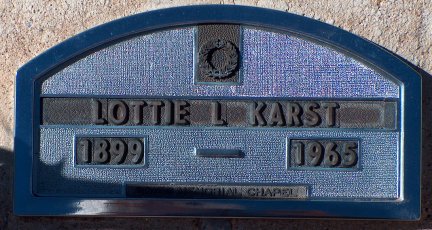 LOTTIE L KARST
1899 — 1965
MEMORIAL CHAPEL